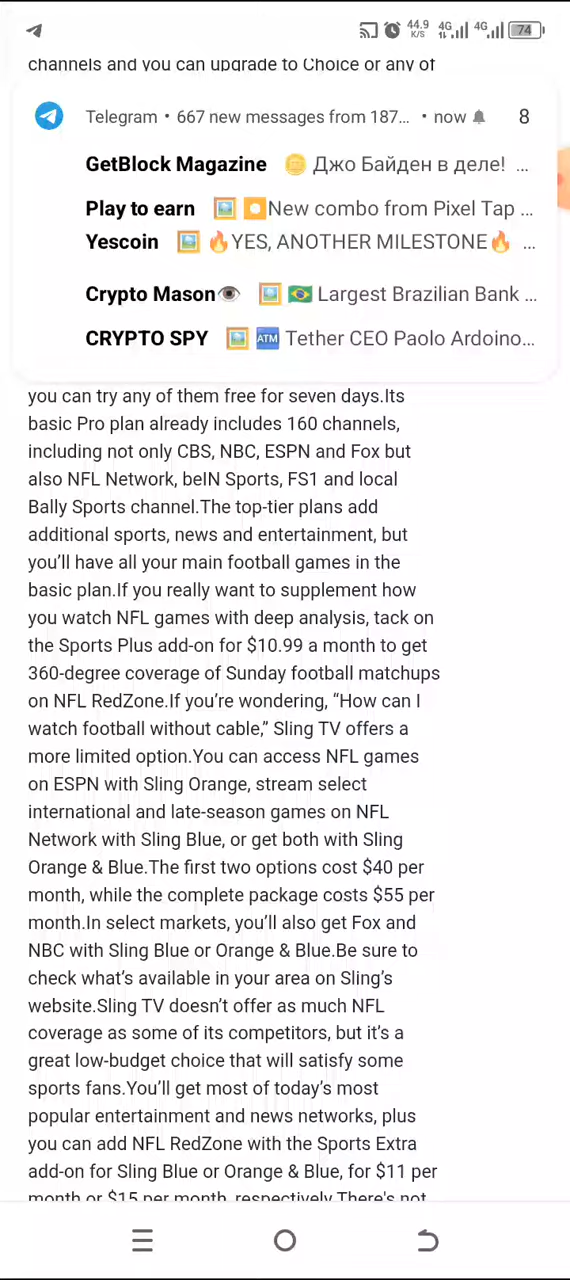 44.9
K/S
4G
4G
74
channels and you can upgrade to Choice or any of
Telegram • 667 new messages from 187... • now 8
GetBlock Magazine 🪙 Джо Байден в деле! ...
Play to earn 🖼️ ⏺️New combo from Pixel Tap ...
Yescoin 🖼️ 🔥YES, ANOTHER MILESTONE🔥 ...
Crypto Mason👁️ 🖼️ 🇧🇷 Largest Brazilian Bank ...
CRYPTO SPY 🖼️ 🏧 Tether CEO Paolo Ardoino...
you can try any of them free for seven days.Its
basic Pro plan already includes 160 channels,
including not only CBS, NBC, ESPN and Fox but
also NFL Network, beIN Sports, FS1 and local
Bally Sports channel.The top-tier plans add
additional sports, news and entertainment, but
you’ll have all your main football games in the
basic plan.If you really want to supplement how
you watch NFL games with deep analysis, tack on
the Sports Plus add-on for $10.99 a month to get
360-degree coverage of Sunday football matchups
on NFL RedZone.If you’re wondering, “How can I
watch football without cable,” Sling TV offers a
more limited option.You can access NFL games
on ESPN with Sling Orange, stream select
international and late-season games on NFL
Network with Sling Blue, or get both with Sling
Orange & Blue.The first two options cost $40 per
month, while the complete package costs $55 per
month.In select markets, you’ll also get Fox and
NBC with Sling Blue or Orange & Blue.Be sure to
check what’s available in your area on Sling’s
website.Sling TV doesn’t offer as much NFL
coverage as some of its competitors, but it’s a
great low-budget choice that will satisfy some
sports fans.You’ll get most of today’s most
popular entertainment and news networks, plus
you can add NFL RedZone with the Sports Extra
add-on for Sling Blue or Orange & Blue, for $11 per
month or $15 per month, respectively.There's not